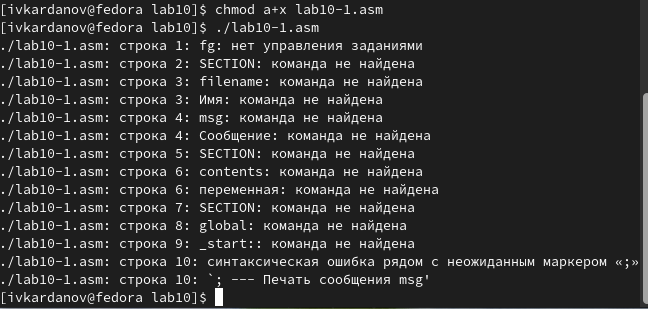 [ivkardanov@fedora lab10]$ chmod a+x lab10-1.asm
[ivkardanov@fedora lab10]$ ./lab10-1.asm
./lab10-1.asm: строка 1: fg: нет управления заданиями
./lab10-1.asm: строка 2: SECTION: команда не найдена
./lab10-1.asm: строка 3: filename: команда не найдена
./lab10-1.asm: строка 3: Имя: команда не найдена
./lab10-1.asm: строка 4: msg: команда не найдена
./lab10-1.asm: строка 4: Сообщение: команда не найдена
./lab10-1.asm: строка 5: SECTION: команда не найдена
./lab10-1.asm: строка 6: contents: команда не найдена
./lab10-1.asm: строка 6: переменная: команда не найдена
./lab10-1.asm: строка 7: SECTION: команда не найдена
./lab10-1.asm: строка 8: global: команда не найдена
./lab10-1.asm: строка 9: _start:: команда не найдена
./lab10-1.asm: строка 10: синтаксическая ошибка рядом с неожиданным маркером «;»
./lab10-1.asm: строка 10: `; --- Печать сообщения msg'
[ivkardanov@fedora lab10]$